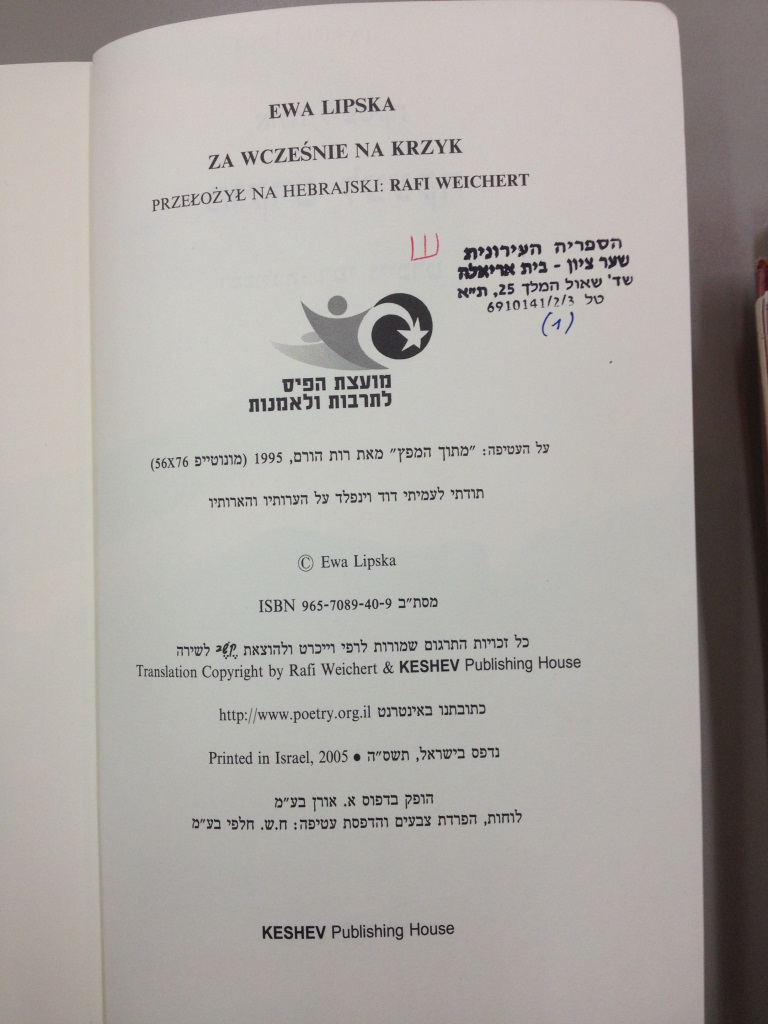 EWA LIPSKA
ZA WCZEŚNIE NA KRZYK
PRZEŁOŻYŁ NA HEBRAJSKI: RAFI WEICHERT
הספריה העירונית
שער ציון - בית אריאלה
שד' שאול המלך 25, ת"א
טל 6910141/2/3
(1)
ש
מועצת הפיס
לתרבות ולאמנות
על העטיפה: "מתוך המפץ" מאת רות הורם, 1995 (מונוטייפ 56X76)
תודתי לעמיתי דוד וינפלד על הערותיו והארותיו
© Ewa Lipska
מסת"ב ISBN 965-7089-40-9
כל זכויות התרגום שמורות לרפי וייכרט ולהוצאת קֶשֶׁב לשירה
Translation Copyright by Rafi Weichert & KESHEV Publishing House
כתובתנו באינטרנט http://www.poetry.org.il
נדפס בישראל, תשס"ה • Printed in Israel, 2005
הופק בדפוס א. אורן בע"מ
לוחות, הפרדת צבעים והדפסת עטיפה: ח.ש. חלפי בע"מ
KESHEV Publishing House